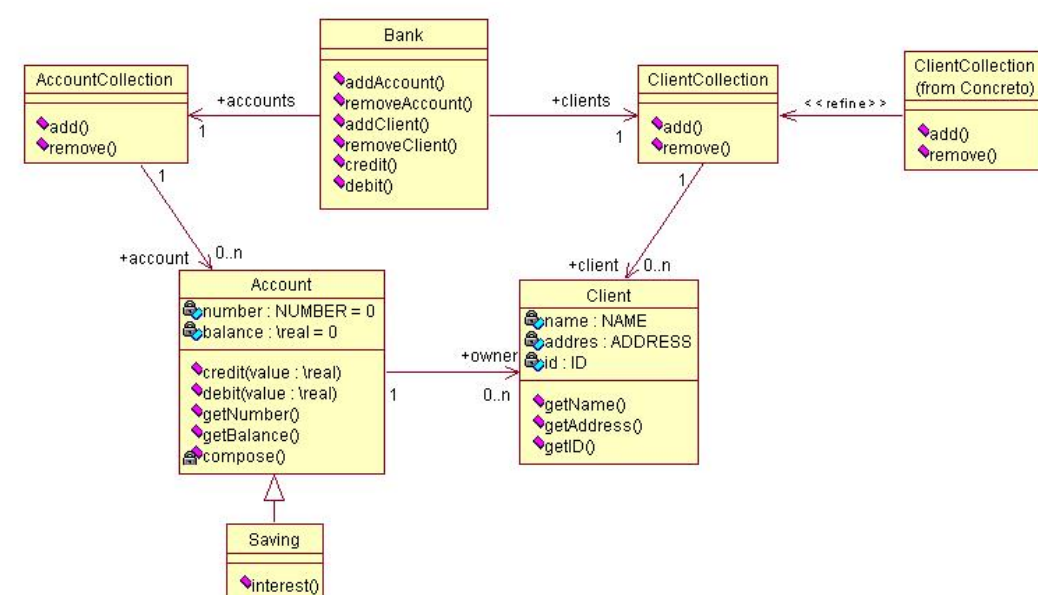 Bank
addAccount()
removeAccount()
addClient()
removeClient()
credit()
debit()
AccountCollection
add()
remove()
+accounts
1
ClientCollection
add()
remove()
+clients
1
ClientCollection
(from Concreto)
add()
remove()
<<refine>>
1
+account
0..n
1
+client
0..n
Account
number : NUMBER = 0
balance : \real = 0
credit(value : \real)
debit(value : \real)
getNumber()
getBalance()
compose()
+owner
1
0..n
Client
name : NAME
addres : ADDRESS
id : ID
getName()
getAddress()
getID()
Saving
interest()